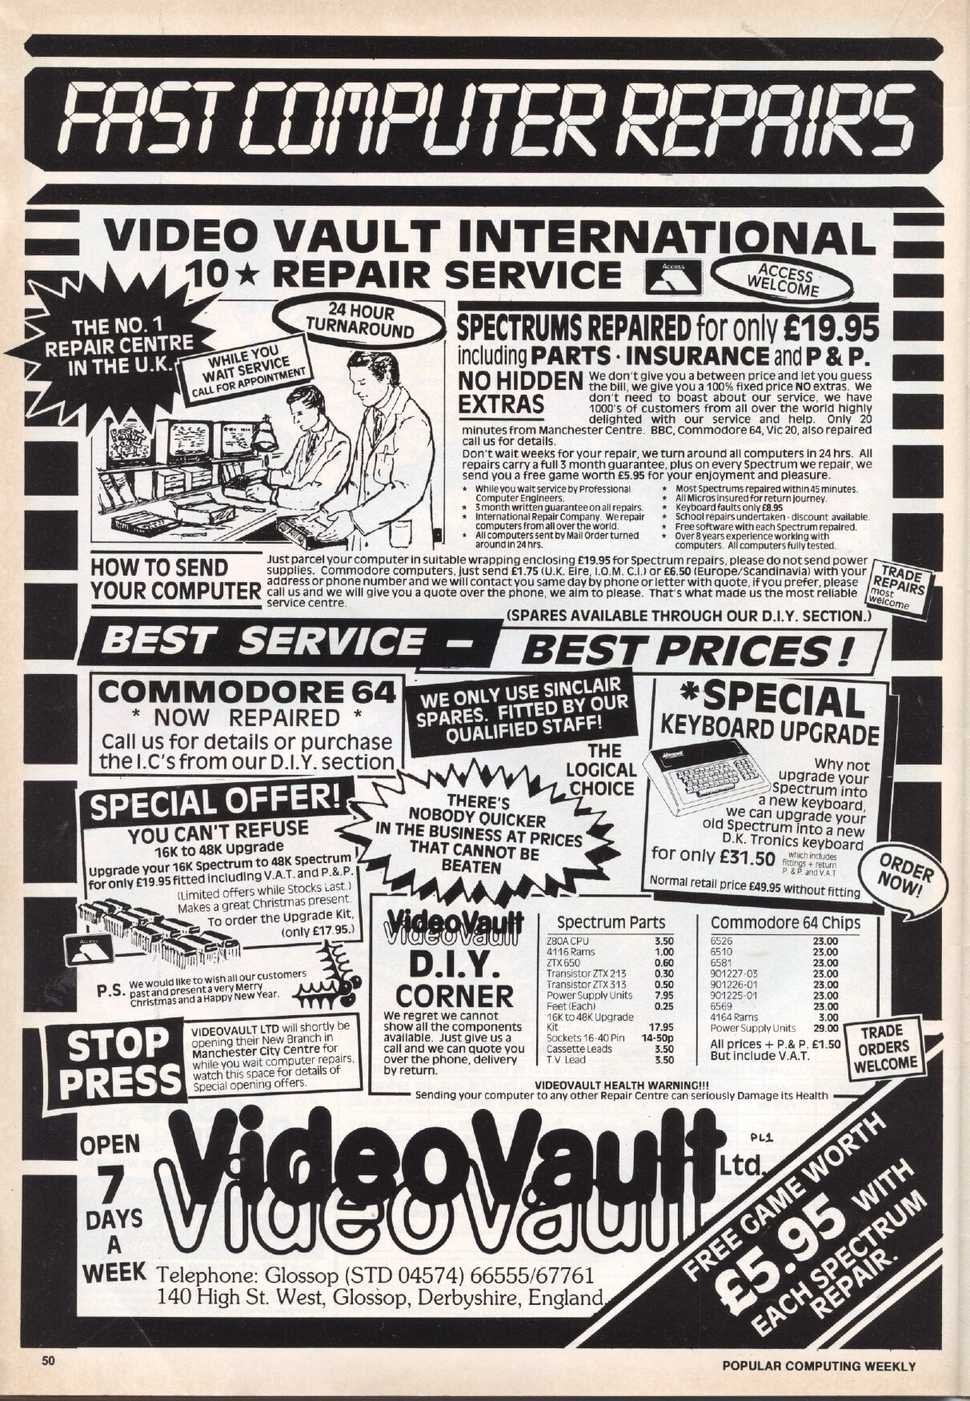 FAST COMPUTER REPAIRS
VIDEO VAULT INTERNATIONAL
10★ REPAIR SERVICE
Access
ACCESS
WELCOME
THE NO. 1
REPAIR CENTRE
IN THE U.K.
WHILE YOU
WAIT SERVICE
CALL FOR APPOINTMENT
24 HOUR
TURNAROUND
SPECTRUMS REPAIRED for only £19.95
including PARTS · INSURANCE and P & P.
NO HIDDEN
EXTRAS
We don't give you a between price and let you guess
the bill, we give you a 100% fixed price NO extras. We
don't need to boast about our service, we have
1000's of customers from all over the world highly
delighted with our service and help. Only 20
minutes from Manchester Centre. BBC, Commodore 64, Vic 20, also repaired
call us for details.
Don't wait weeks for your repair, we turn around all computers in 24 hrs. All
repairs carry a full 3 month guarantee, plus on every Spectrum we repair, we
send you a free game worth £5.95 for your enjoyment and pleasure.
* While you wait service by Professional
Computer Engineers.
* 3 month written guarantee on all repairs.
* International Repair Company. We repair
computers from all over the world.
* All computers sent by Mail Order turned
around in 24 hrs.
* Most Spectrums repaired within 45 minutes.
* All Micros insured for return journey.
* Keyboard faults only £8.95
* School repairs undertaken - discount available.
* Free software with each Spectrum repaired.
* Over 8 years experience working with
computers. All computers fully tested.
HOW TO SEND
YOUR COMPUTER
Just parcel your computer in suitable wrapping enclosing £19.95 for Spectrum repairs, please do not send power
supplies. Commodore computers, just send £1.75 (U.K. Eire, I.O.M. C.I.) or £6.50 (Europe/Scandinavia) with your
address or phone number and we will contact you same day by phone or letter with quote, if you prefer, please
call us and we will give you a quote over the phone, we aim to please. That's what made us the most reliable
service centre.
TRADE
REPAIRS
most
welcome
(SPARES AVAILABLE THROUGH OUR D.I.Y. SECTION.)
BEST SERVICE –
BEST PRICES!
COMMODORE 64
* NOW REPAIRED *
Call us for details or purchase
the I.C's from our D.I.Y. section
WE ONLY USE SINCLAIR
SPARES. FITTED BY OUR
QUALIFIED STAFF!
THE
LOGICAL
CHOICE
*SPECIAL
KEYBOARD UPGRADE
Why not
upgrade your
Spectrum into
a new keyboard,
we can upgrade your
old Spectrum into a new
D.K. Tronics keyboard
for only £31.50
which includes
fittings + return
P. & P. and V.A.T
Normal retail price £49.95 without fitting
ORDER
NOW!
SPECIAL OFFER!
YOU CAN'T REFUSE
16K to 48K Upgrade
Upgrade your 16K Spectrum to 48K Spectrum
for only £19.95 fitted including V.A.T. and P.& P.
(Limited offers while Stocks Last.)
Makes a great Christmas present.
To order the Upgrade Kit,
(only £17.95.)
Access
P.S. We would like to wish all our customers
past and present a very Merry
Christmas and a Happy New Year.
THERE'S
NOBODY QUICKER
IN THE BUSINESS AT PRICES
THAT CANNOT BE
BEATEN
VideoVault
VideoVault
D.I.Y.
CORNER
We regret we cannot
show all the components
available. Just give us a
call and we can quote you
over the phone, delivery
by return.
Spectrum Parts
Z80A CPU 3.50
4116 Rams 1.00
ZTX 650 0.60
Transistor ZTX 213 0.30
Transistor ZTX 313 0.50
Power Supply Units 7.95
Feet (Each) 0.25
16K to 48K Upgrade
Kit 17.95
Sockets 16-40 Pin 14-50p
Cassette Leads 3.50
T V Lead 3.50
Commodore 64 Chips
6526 23.00
6510 23.00
6581 23.00
901227-03 23.00
901226-01 23.00
901225-01 23.00
6569 23.00
4164 Rams 3.00
Power Supply Units 29.00
All prices + P.& P. £1.50
But include V.A.T.
TRADE
ORDERS
WELCOME
STOP
PRESS
VIDEOVAULT LTD will shortly be
opening their New Branch in
Manchester City Centre for
while you wait computer repairs,
watch this space for details of
Special opening offers.
VIDEOVAULT HEALTH WARNING!!!
Sending your computer to any other Repair Centre can seriously Damage its Health
OPEN
7
DAYS
A
WEEK
VideoVault
VideoVault
Ltd.
PL1
Telephone: Glossop (STD 04574) 66555/67761
140 High St. West, Glossop, Derbyshire, England.
FREE GAME WORTH
£5.95 WITH
EACH SPECTRUM
REPAIR.
50
POPULAR COMPUTING WEEKLY